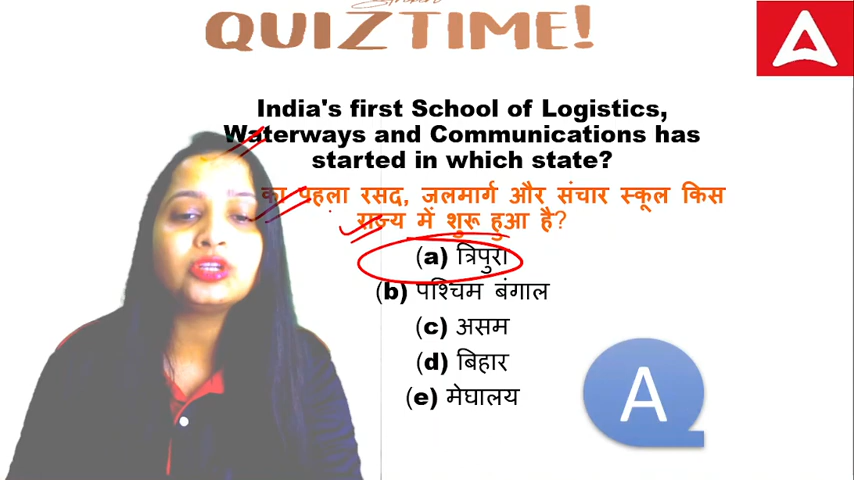 QUIZTIME!
India's first School of Logistics,
Waterways and Communications has
started in which state?
का पहला रसद, जलमार्ग और संचार स्कूल किस
राज्य में शुरू हुआ है?
(a) त्रिपुरा
(b) पश्चिम बंगाल
(c) असम
(d) बिहार
(e) मेघालय
A